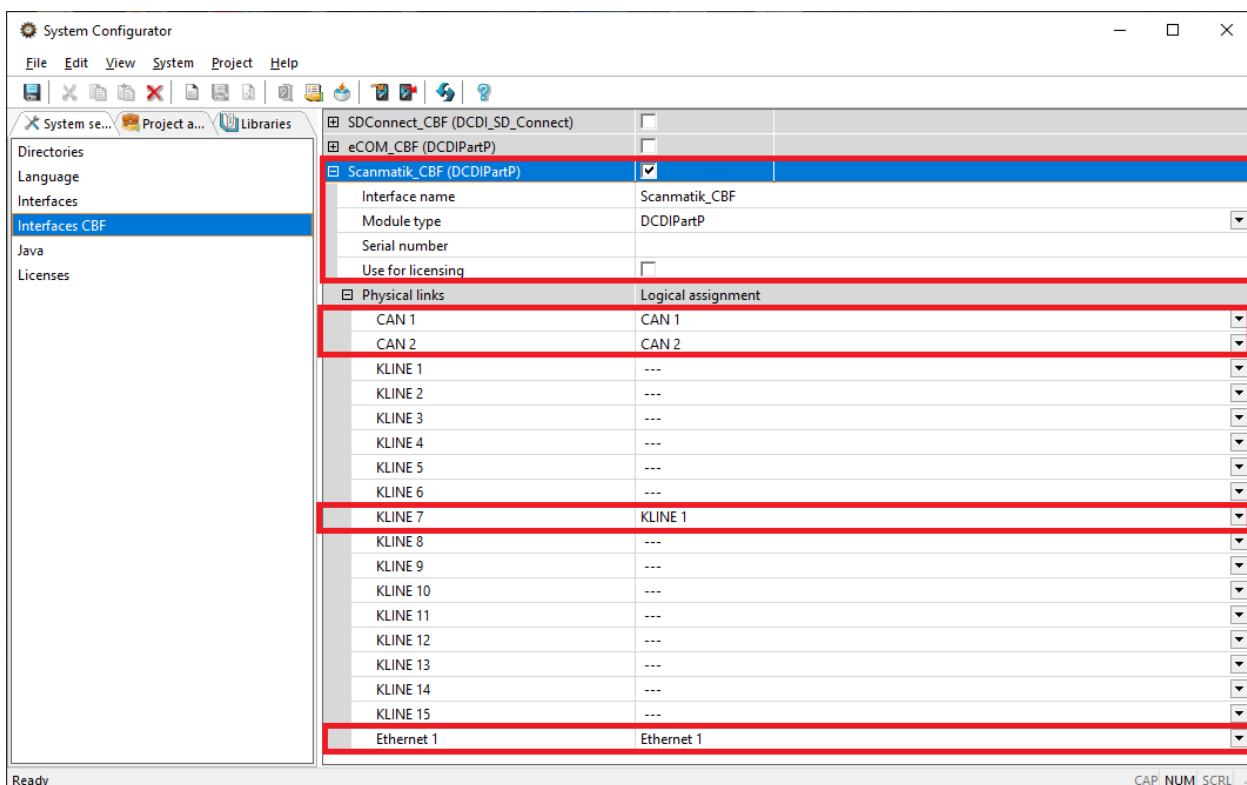 System Configurator
File Edit View System Project Help
System se... Project a... Libraries
Directories
Language
Interfaces
Interfaces CBF
Java
Licenses
SDConnect_CBF (DCDI_SD_Connect)
eCOM_CBF (DCDIPartP)
Scanmatik_CBF (DCDIPartP)
Interface name Scanmatik_CBF
Module type DCDIPartP
Serial number
Use for licensing
Physical links Logical assignment
CAN 1 CAN 1
CAN 2 CAN 2
KLINE 1 ---
KLINE 2 ---
KLINE 3 ---
KLINE 4 ---
KLINE 5 ---
KLINE 6 ---
KLINE 7 KLINE 1
KLINE 8 ---
KLINE 9 ---
KLINE 10 ---
KLINE 11 ---
KLINE 12 ---
KLINE 13 ---
KLINE 14 ---
KLINE 15 ---
Ethernet 1 Ethernet 1
Ready CAP NUM SCRL